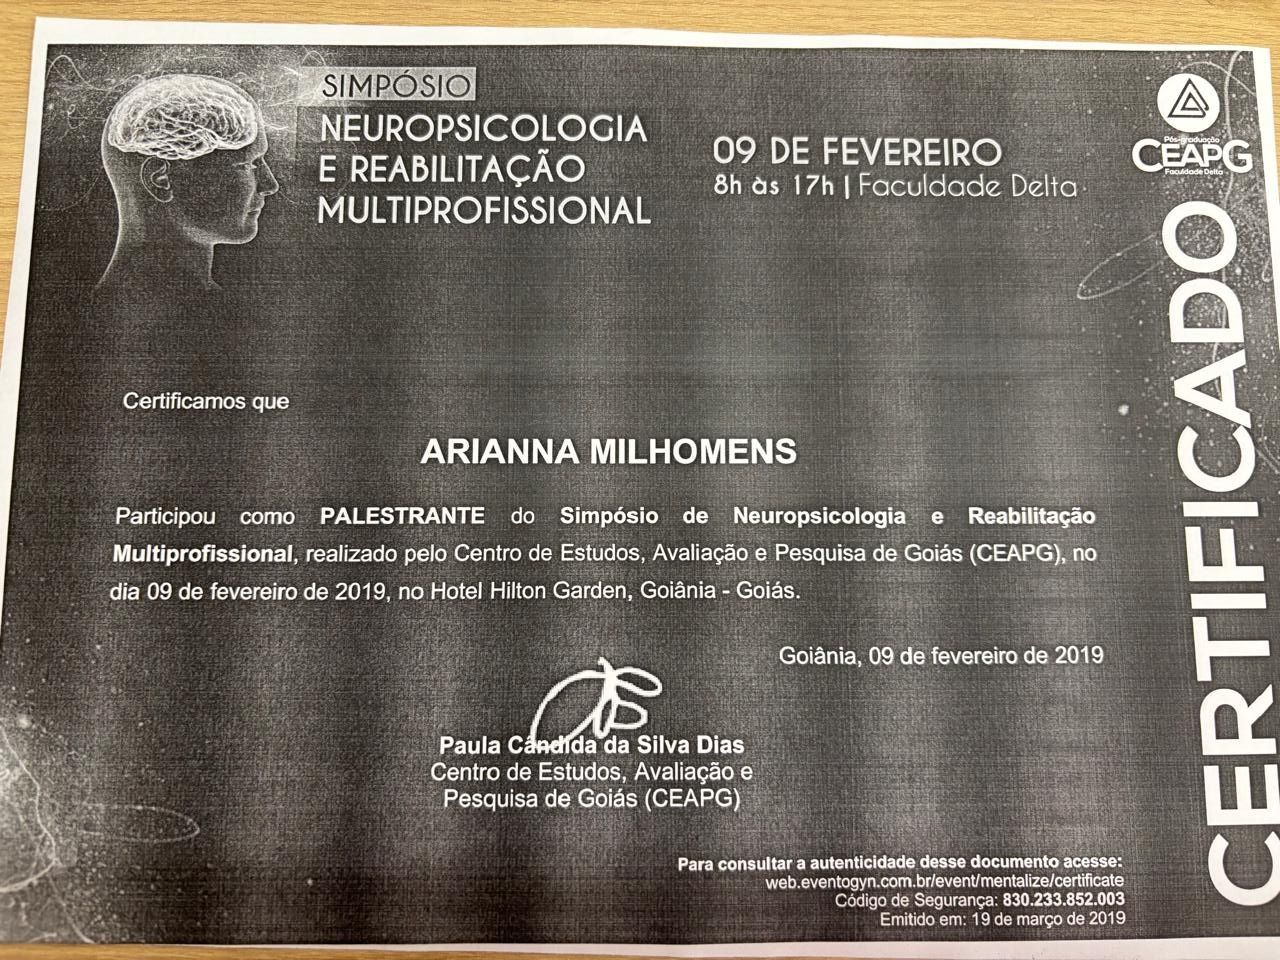 SIMPÓSIO
NEUROPSICOLOGIA
E REABILITAÇÃO
MULTIPROFISSIONAL
09 DE FEVEREIRO
8h às 17h | Faculdade Delta
Pós-graduação
CEAPG
Faculdade Delta
CERTIFICADO
Certificamos que
ARIANNA MILHOMENS
Participou como PALESTRANTE do Simpósio de Neuropsicologia e Reabilitação
Multiprofissional, realizado pelo Centro de Estudos, Avaliação e Pesquisa de Goiás (CEAPG), no
dia 09 de fevereiro de 2019, no Hotel Hilton Garden, Goiânia - Goiás.
Goiânia, 09 de fevereiro de 2019
Paula Cândida da Silva Dias
Centro de Estudos, Avaliação e
Pesquisa de Goiás (CEAPG)
Para consultar a autenticidade desse documento acesse:
web.eventogyn.com.br/event/mentalize/certificate
Código de Segurança: 830.233.852.003
Emitido em: 19 de março de 2019